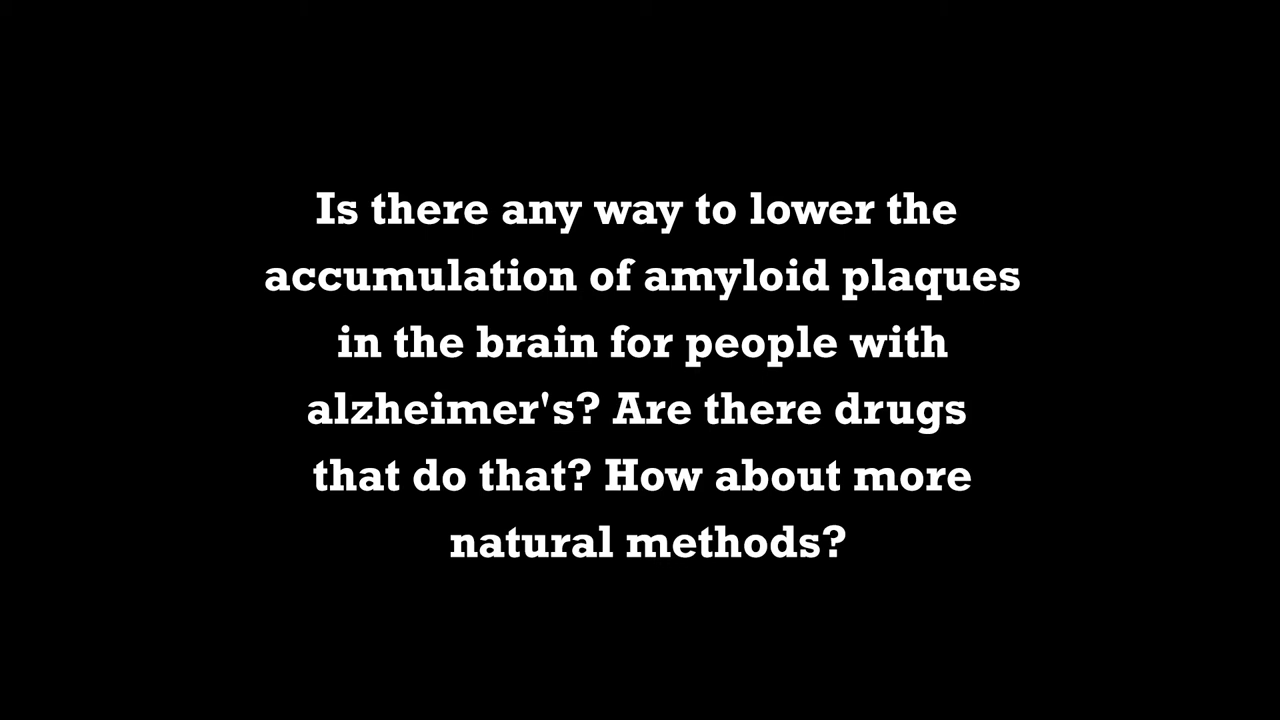 Is there any way to lower the
accumulation of amyloid plaques
in the brain for people with
alzheimer's? Are there drugs
that do that? How about more
natural methods?